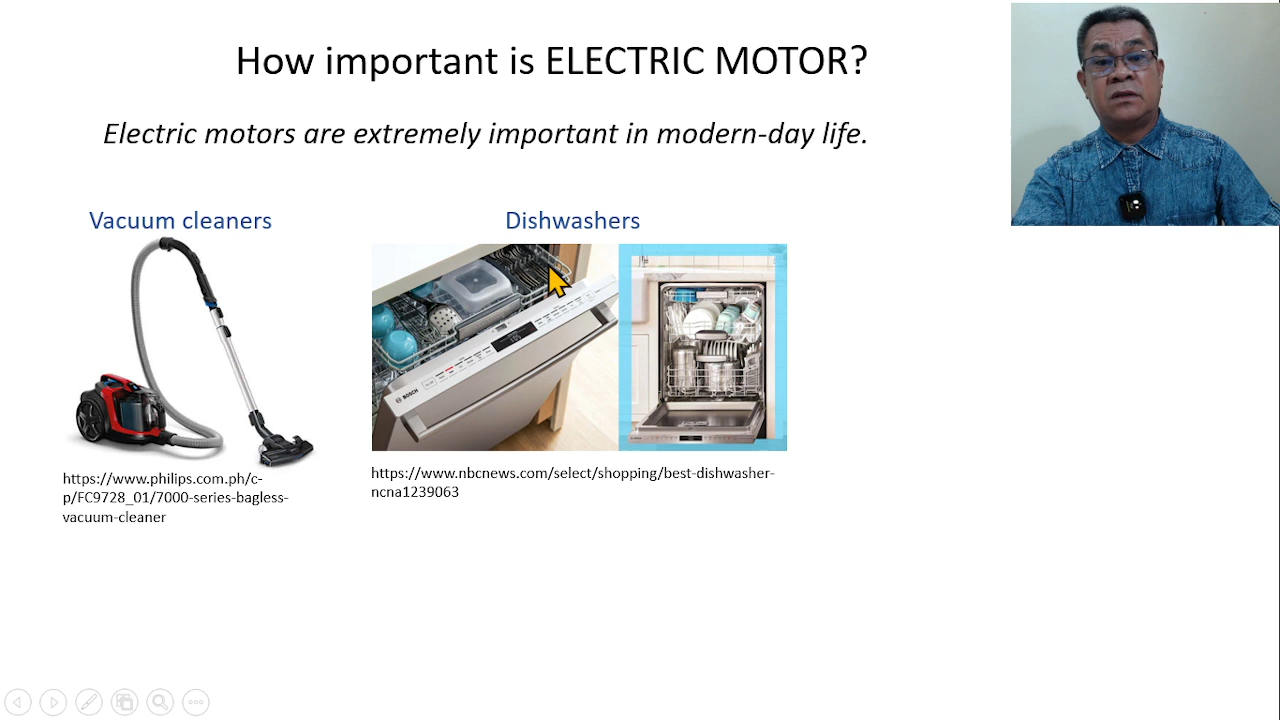 How important is ELECTRIC MOTOR?
Electric motors are extremely important in modern-day life.
Vacuum cleaners
Dishwashers
BOSCH
https://www.philips.com.ph/c-
p/FC9728_01/7000-series-bagless-
vacuum-cleaner
https://www.nbcnews.com/select/shopping/best-dishwasher-
ncna1239063